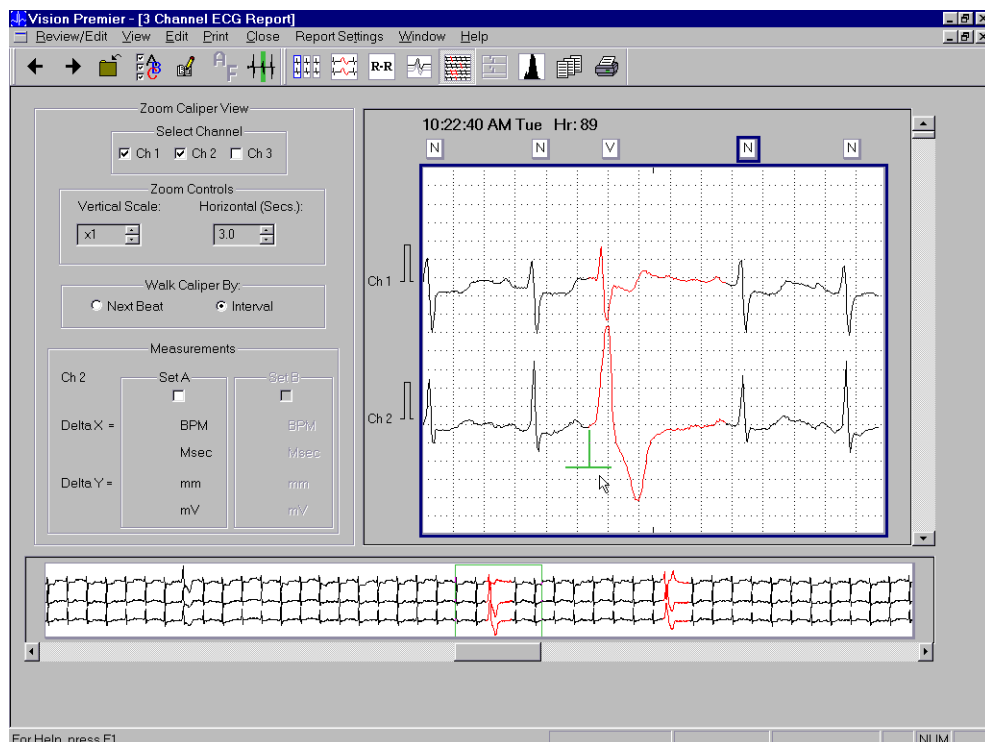 Vision Premier - [3 Channel ECG Report]
Review/Edit View Edit Print Close Report Settings Window Help
A B C A F R-R
Zoom Caliper View
Select Channel
Ch 1 Ch 2 Ch 3
Zoom Controls
Vertical Scale: Horizontal (Secs.):
x1 3.0
Walk Caliper By:
Next Beat Interval
Measurements
Ch 2 Set A Set B
Delta X = BPM BPM
Msec Msec
Delta Y = mm mm
mV mV
10:22:40 AM Tue Hr: 89
N N V N N
Ch 1
Ch 2
For Help, press F1 NUM